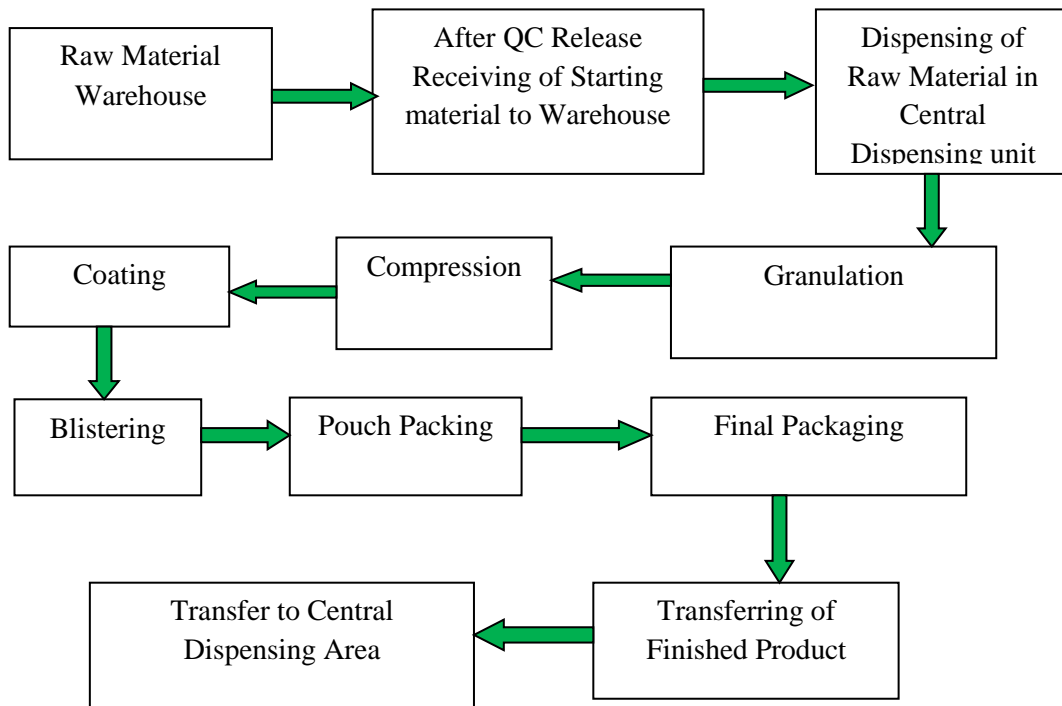 Raw Material
Warehouse
After QC Release
Receiving of Starting
material to Warehouse
Dispensing of
Raw Material in
Central
Dispensing unit
Granulation
Compression
Coating
Blistering
Pouch Packing
Final Packaging
Transferring of
Finished Product
Transfer to Central
Dispensing Area